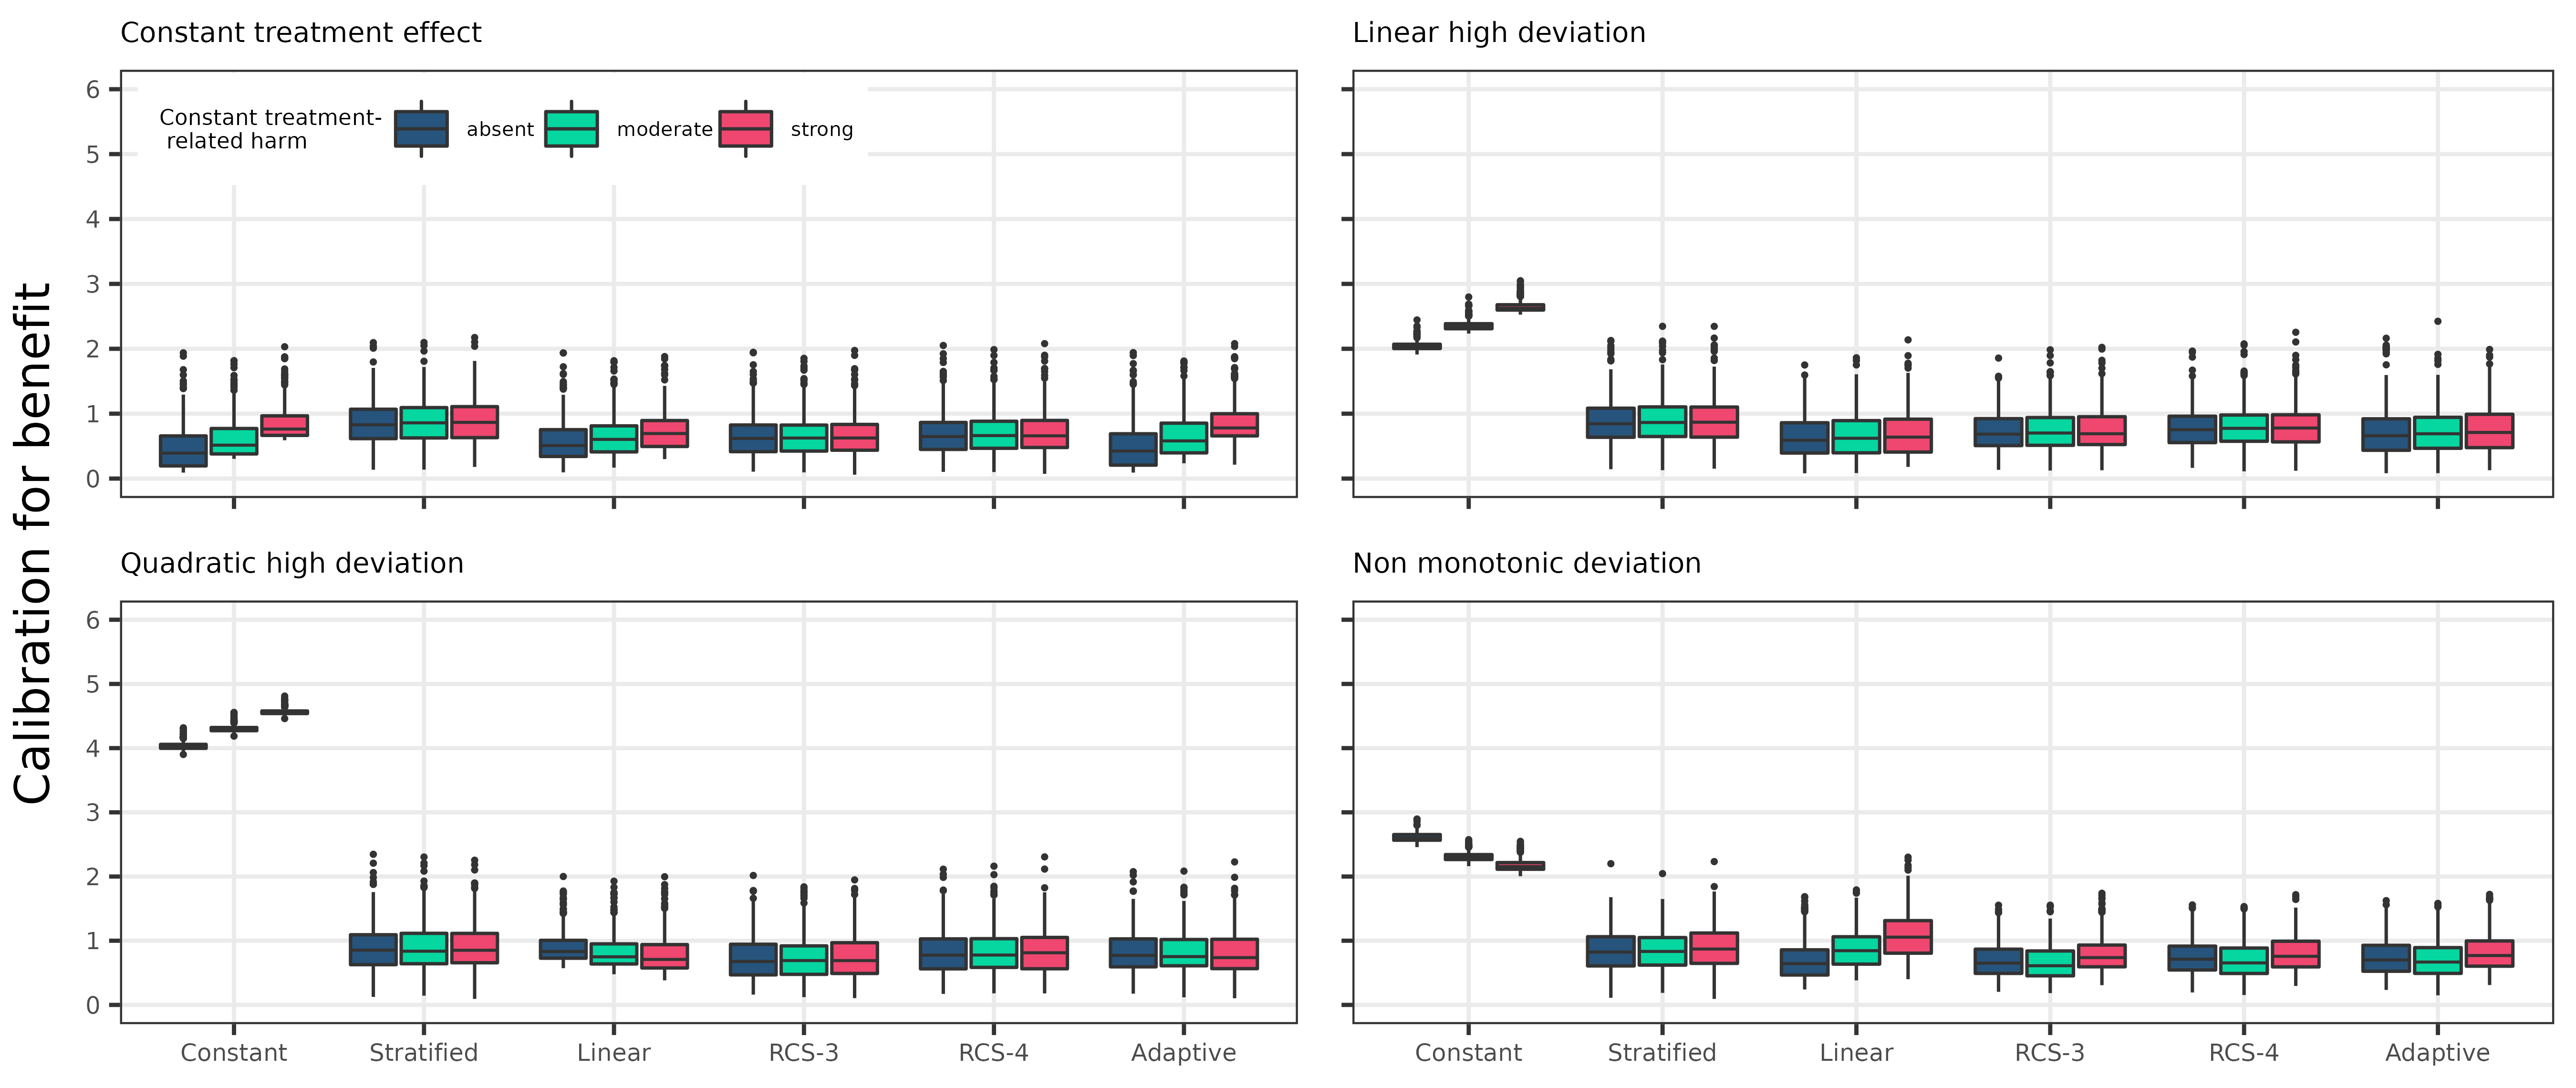 Constant treatment effect
Linear high deviation
Calibration for benefit
6
5
4
3
2
1
0
Constant treatment-
related harm
absent
moderate
strong
Quadratic high deviation
Non monotonic deviation
6
5
4
3
2
1
0
Constant
Stratified
Linear
RCS-3
RCS-4
Adaptive
Constant
Stratified
Linear
RCS-3
RCS-4
Adaptive